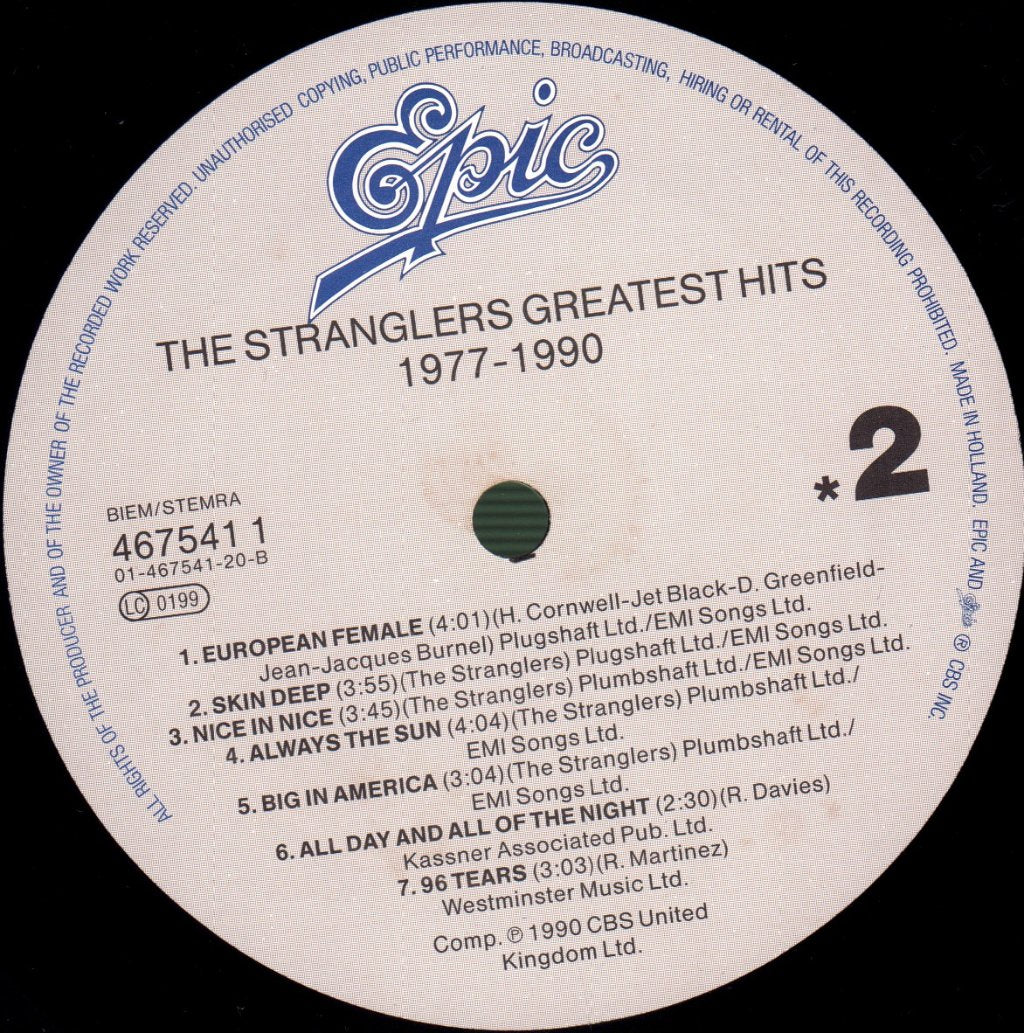 ALL RIGHTS OF THE PRODUCER AND OF THE OWNER OF THE RECORDED WORK RESERVED. UNAUTHORISED COPYING, PUBLIC PERFORMANCE, BROADCASTING, HIRING OR RENTAL OF THIS RECORDING PROHIBITED. MADE IN HOLLAND. EPIC AND Epic ℗ CBS INC.
Epic
THE STRANGLERS GREATEST HITS
1977-1990
*2
BIEM/STEMRA
467541 1
01-467541-20-B
LC 0199
1. EUROPEAN FEMALE (4:01)(H. Cornwell-Jet Black-D. Greenfield-
Jean-Jacques Burnel) Plugshaft Ltd./EMI Songs Ltd.
2. SKIN DEEP (3:55)(The Stranglers) Plugshaft Ltd./EMI Songs Ltd.
3. NICE IN NICE (3:45)(The Stranglers) Plumbshaft Ltd./EMI Songs Ltd.
4. ALWAYS THE SUN (4:04)(The Stranglers) Plumbshaft Ltd./
EMI Songs Ltd.
5. BIG IN AMERICA (3:04)(The Stranglers) Plumbshaft Ltd./
EMI Songs Ltd.
6. ALL DAY AND ALL OF THE NIGHT (2:30)(R. Davies)
Kassner Associated Pub. Ltd.
7. 96 TEARS (3:03)(R. Martinez)
Westminster Music Ltd.
Comp. ℗ 1990 CBS United
Kingdom Ltd.